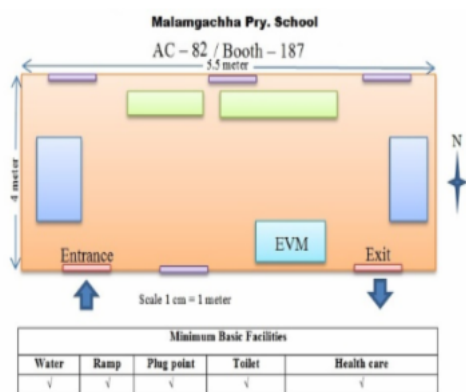 Malamgachha Pry. School
AC – 82 / Booth – 187
5.5 meter
4 meter
N
EVM
Entrance
Exit
Scale 1 cm = 1 meter
Minimum Basic Facilities
Water Ramp Plug point Toilet Health care
√ √ √ √ √